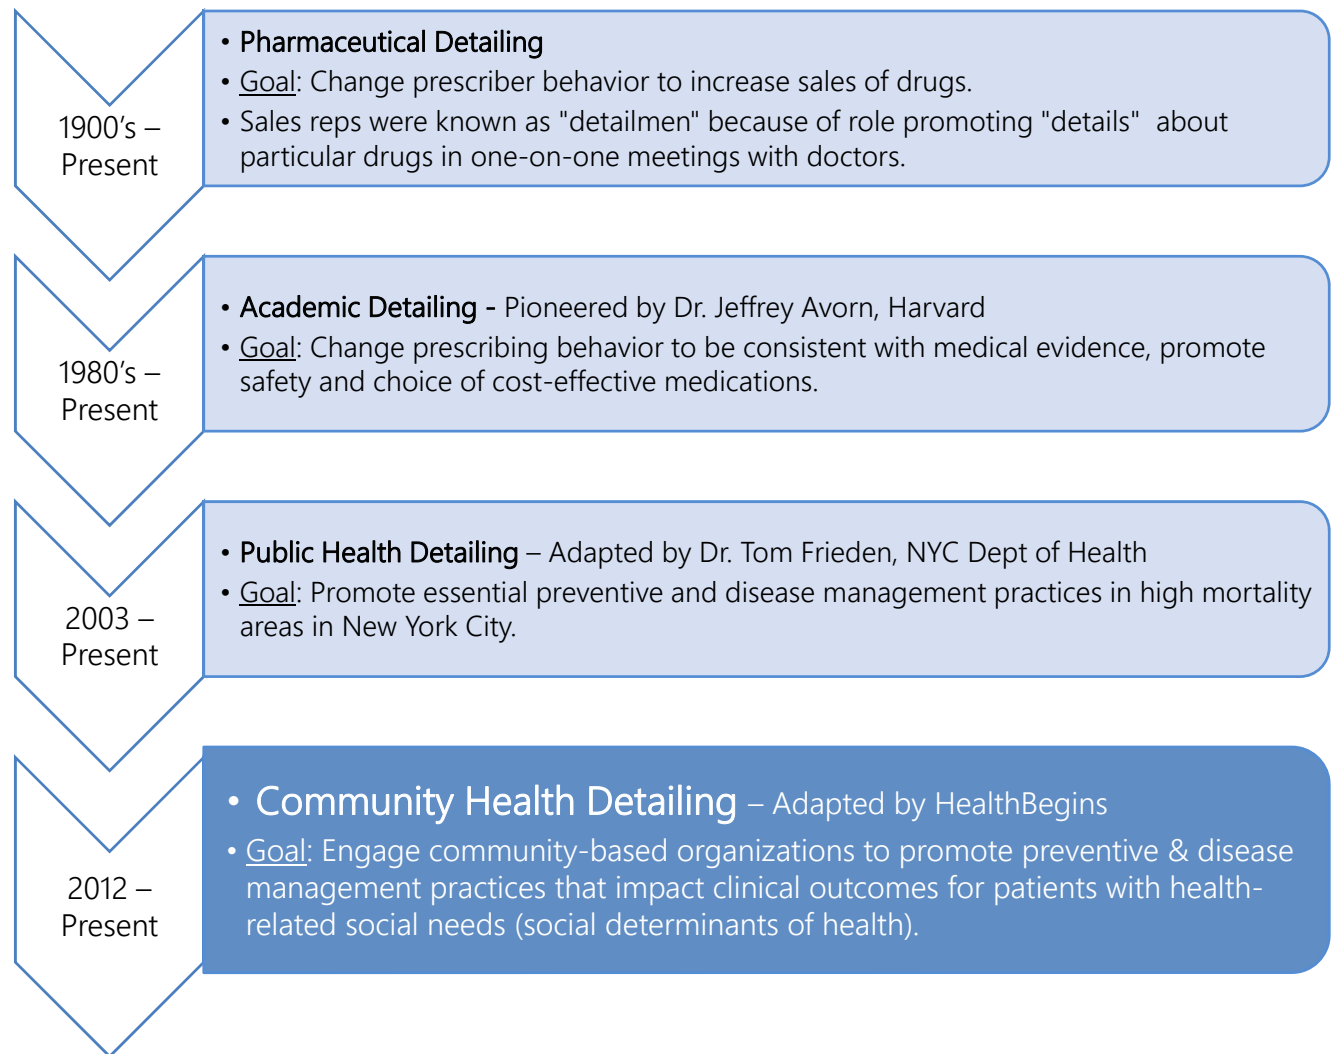 1900's –
Present
• Pharmaceutical Detailing
• Goal: Change prescriber behavior to increase sales of drugs.
• Sales reps were known as "detailmen" because of role promoting "details"  about
particular drugs in one-on-one meetings with doctors.
1980's –
Present
• Academic Detailing - Pioneered by Dr. Jeffrey Avorn, Harvard
• Goal: Change prescribing behavior to be consistent with medical evidence, promote
safety and choice of cost-effective medications.
2003 –
Present
• Public Health Detailing – Adapted by Dr. Tom Frieden, NYC Dept of Health
• Goal: Promote essential preventive and disease management practices in high mortality
areas in New York City.
2012 –
Present
• Community Health Detailing – Adapted by HealthBegins
• Goal: Engage community-based organizations to promote preventive & disease
management practices that impact clinical outcomes for patients with health-
related social needs (social determinants of health).